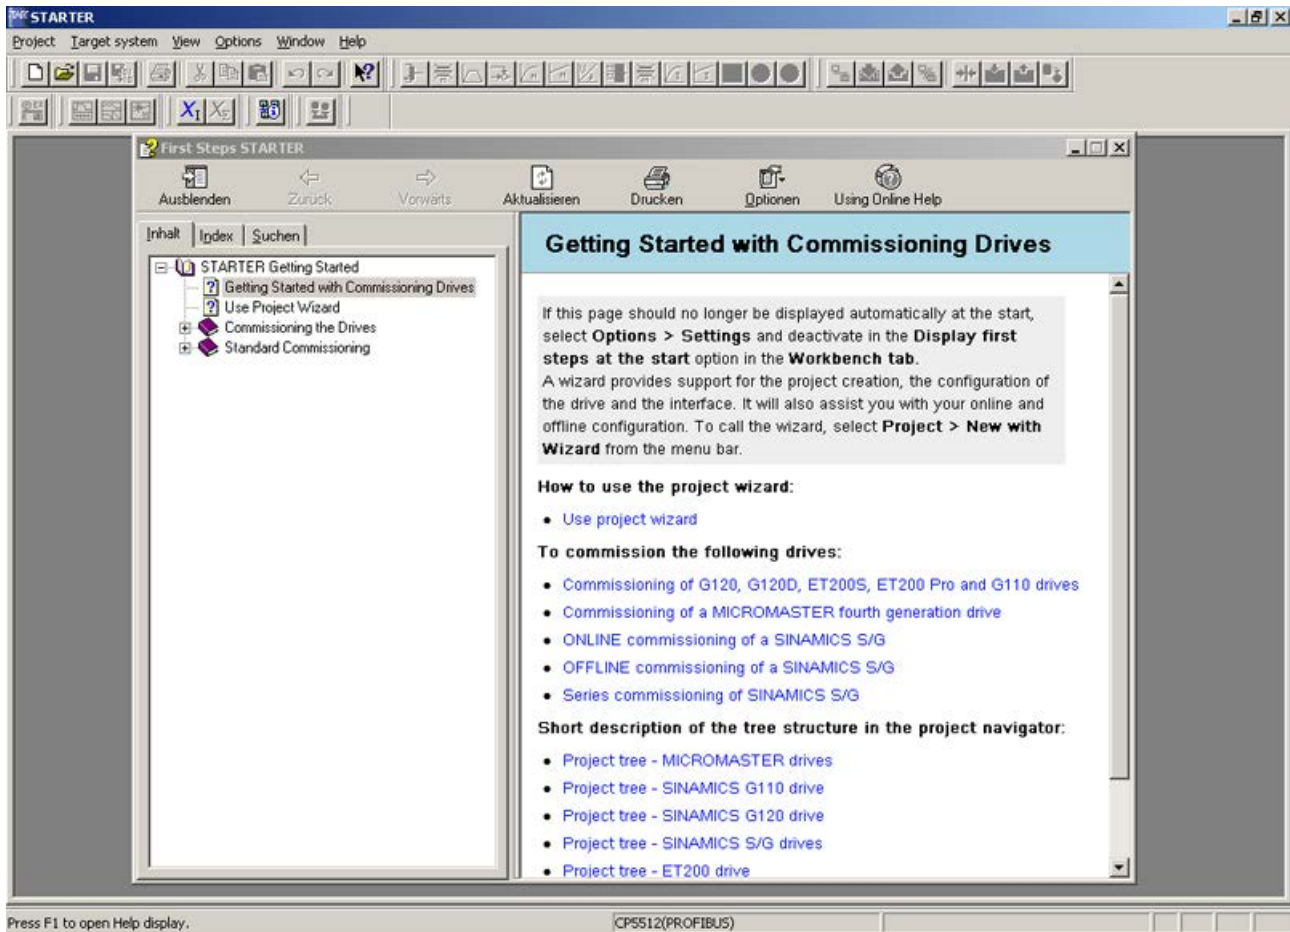 STARTER
Project Target system View Options Window Help
First Steps STARTER
Ausblenden Zurück Vorwärts Aktualisieren Drucken Optionen Using Online Help
Inhalt Index Suchen
STARTER Getting Started
Getting Started with Commissioning Drives
Use Project Wizard
Commissioning the Drives
Standard Commissioning
Getting Started with Commissioning Drives
If this page should no longer be displayed automatically at the start,
select Options > Settings and deactivate in the Display first
steps at the start option in the Workbench tab.
A wizard provides support for the project creation, the configuration of
the drive and the interface. It will also assist you with your online and
offline configuration. To call the wizard, select Project > New with
Wizard from the menu bar.
How to use the project wizard:
• Use project wizard
To commission the following drives:
• Commissioning of G120, G120D, ET200S, ET200 Pro and G110 drives
• Commissioning of a MICROMASTER fourth generation drive
• ONLINE commissioning of a SINAMICS S/G
• OFFLINE commissioning of a SINAMICS S/G
• Series commissioning of SINAMICS S/G
Short description of the tree structure in the project navigator:
• Project tree - MICROMASTER drives
• Project tree - SINAMICS G110 drive
• Project tree - SINAMICS G120 drive
• Project tree - SINAMICS S/G drives
• Project tree - ET200 drive
Press F1 to open Help display. CP5512(PROFIBUS)